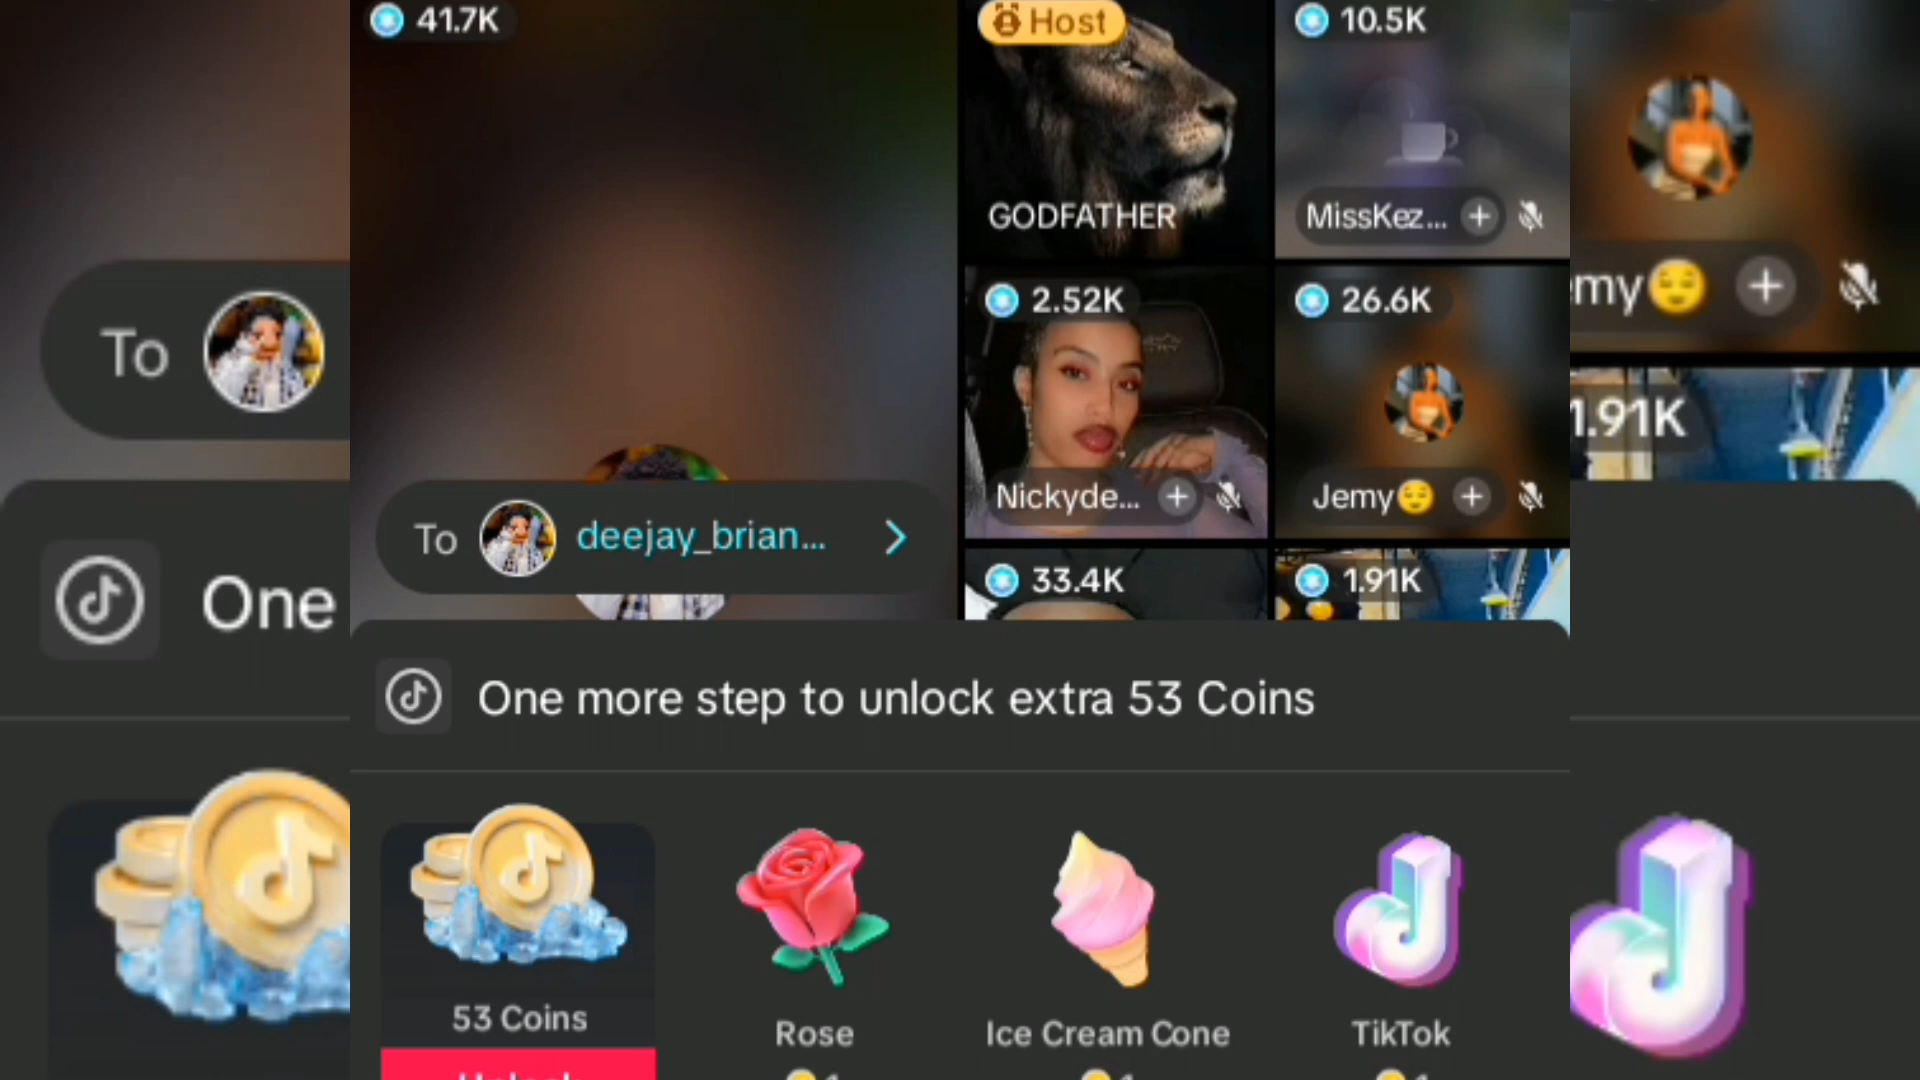 41.7K
Host
10.5K
GODFATHER
MissKez...
2.52K
26.6K
Nickyde...
Jemy😌
33.4K
1.91K
To deejay_brian...
One more step to unlock extra 53 Coins
53 Coins
Rose
Ice Cream Cone
TikTok
To
One
my😌
1.91K